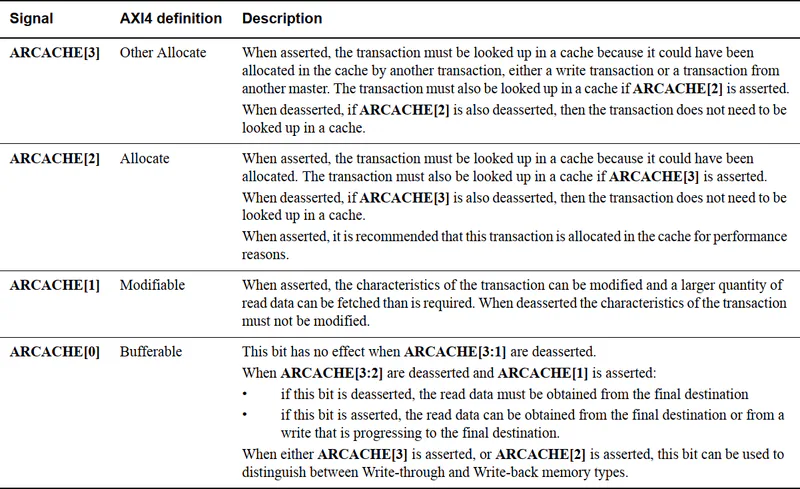 Signal AXI4 definition Description
ARCACHE[3] Other Allocate When asserted, the transaction must be looked up in a cache because it could have been
allocated in the cache by another transaction, either a write transaction or a transaction from
another master. The transaction must also be looked up in a cache if ARCACHE[2] is asserted.
When deasserted, if ARCACHE[2] is also deasserted, then the transaction does not need to be
looked up in a cache.
ARCACHE[2] Allocate When asserted, the transaction must be looked up in a cache because it could have been
allocated. The transaction must also be looked up in a cache if ARCACHE[3] is asserted.
When deasserted, if ARCACHE[3] is also deasserted, then the transaction does not need to be
looked up in a cache.
When asserted, it is recommended that this transaction is allocated in the cache for performance
reasons.
ARCACHE[1] Modifiable When asserted, the characteristics of the transaction can be modified and a larger quantity of
read data can be fetched than is required. When deasserted the characteristics of the transaction
must not be modified.
ARCACHE[0] Bufferable This bit has no effect when ARCACHE[3:1] are deasserted.
When ARCACHE[3:2] are deasserted and ARCACHE[1] is asserted:
• if this bit is deasserted, the read data must be obtained from the final destination
• if this bit is asserted, the read data can be obtained from the final destination or from a
write that is progressing to the final destination.
When either ARCACHE[3] is asserted, or ARCACHE[2] is asserted, this bit can be used to
distinguish between Write-through and Write-back memory types.